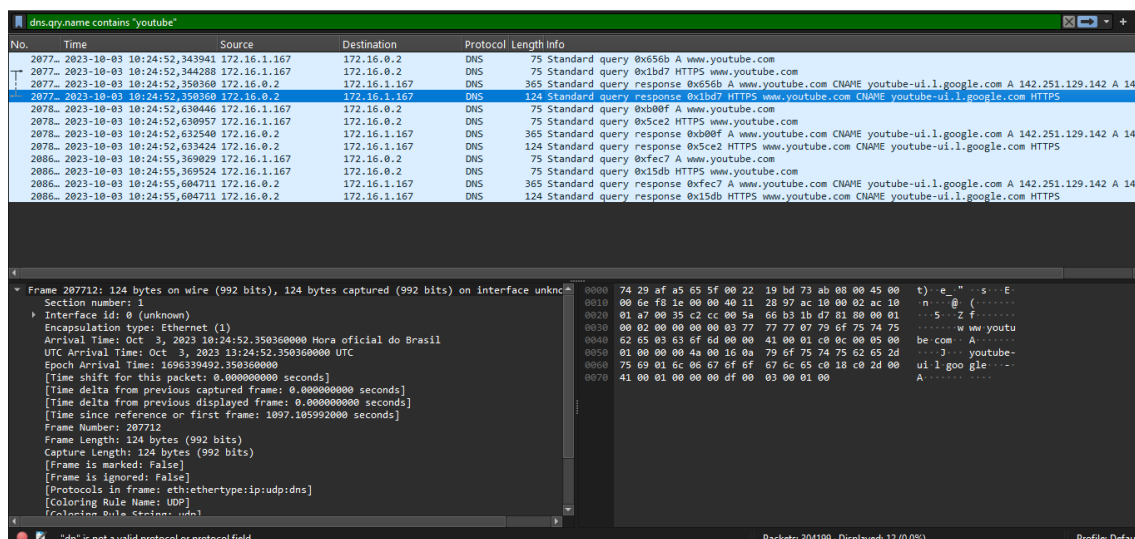 dns.qry.name contains "youtube"
No. Time Source Destination Protocol Length Info
2077… 2023-10-03 10:24:52,343941 172.16.1.167 172.16.0.2 DNS 75 Standard query 0x656b A www.youtube.com
2077… 2023-10-03 10:24:52,344288 172.16.1.167 172.16.0.2 DNS 75 Standard query 0x1bd7 HTTPS www.youtube.com
2077… 2023-10-03 10:24:52,350360 172.16.0.2 172.16.1.167 DNS 365 Standard query response 0x656b A www.youtube.com CNAME youtube-ui.l.google.com A 142.251.129.142 A 14
2077… 2023-10-03 10:24:52,350360 172.16.0.2 172.16.1.167 DNS 124 Standard query response 0x1bd7 HTTPS www.youtube.com CNAME youtube-ui.l.google.com HTTPS
2078… 2023-10-03 10:24:52,630446 172.16.1.167 172.16.0.2 DNS 75 Standard query 0xb00f A www.youtube.com
2078… 2023-10-03 10:24:52,630957 172.16.1.167 172.16.0.2 DNS 75 Standard query 0x5ce2 HTTPS www.youtube.com
2078… 2023-10-03 10:24:52,632540 172.16.0.2 172.16.1.167 DNS 365 Standard query response 0xb00f A www.youtube.com CNAME youtube-ui.l.google.com A 142.251.129.142 A 14
2078… 2023-10-03 10:24:52,633424 172.16.0.2 172.16.1.167 DNS 124 Standard query response 0x5ce2 HTTPS www.youtube.com CNAME youtube-ui.l.google.com HTTPS
2086… 2023-10-03 10:24:55,369029 172.16.1.167 172.16.0.2 DNS 75 Standard query 0xfec7 A www.youtube.com
2086… 2023-10-03 10:24:55,369524 172.16.1.167 172.16.0.2 DNS 75 Standard query 0x15db HTTPS www.youtube.com
2086… 2023-10-03 10:24:55,604711 172.16.0.2 172.16.1.167 DNS 365 Standard query response 0xfec7 A www.youtube.com CNAME youtube-ui.l.google.com A 142.251.129.142 A 14
2086… 2023-10-03 10:24:55,604711 172.16.0.2 172.16.1.167 DNS 124 Standard query response 0x15db HTTPS www.youtube.com CNAME youtube-ui.l.google.com HTTPS
Frame 207712: 124 bytes on wire (992 bits), 124 bytes captured (992 bits) on interface unknc
Section number: 1
Interface id: 0 (unknown)
Encapsulation type: Ethernet (1)
Arrival Time: Oct 3, 2023 10:24:52.350360000 Hora oficial do Brasil
UTC Arrival Time: Oct 3, 2023 13:24:52.350360000 UTC
Epoch Arrival Time: 1696339492.350360000
[Time shift for this packet: 0.000000000 seconds]
[Time delta from previous captured frame: 0.000000000 seconds]
[Time delta from previous displayed frame: 0.000000000 seconds]
[Time since reference or first frame: 1097.105992000 seconds]
Frame Number: 207712
Frame Length: 124 bytes (992 bits)
Capture Length: 124 bytes (992 bits)
[Frame is marked: False]
[Frame is ignored: False]
[Protocols in frame: eth:ethertype:ip:udp:dns]
[Coloring Rule Name: UDP]
[Coloring Rule String: udp]
0000 74 29 af a5 65 5f 00 22 19 bd 73 ab 08 00 45 00 t)··e_·" ··s···E·
0010 00 6e f8 1e 00 00 40 11 28 97 ac 10 00 02 ac 10 ·n····@· (·······
0020 01 a7 00 35 c2 cc 00 5a 66 b3 1b d7 81 80 00 01 ···5···Z f·······
0030 00 02 00 00 00 00 03 77 77 77 07 79 6f 75 74 75 ·······w ww·youtu
0040 62 65 03 63 6f 6d 00 00 41 00 01 c0 0c 00 05 00 be·com·· A·······
0050 01 00 00 00 4a 00 16 0a 79 6f 75 74 75 62 65 2d ····J··· youtube-
0060 75 69 01 6c 06 67 6f 6f 67 6c 65 c0 18 c0 2d 00 ui·l·goo gle···-·
0070 41 00 01 00 00 00 df 00 03 00 01 00 A······· ····
"dn" is not a valid protocol or protocol field. Packets: 304199 · Displayed: 12 (0.0%) Profile: Defau